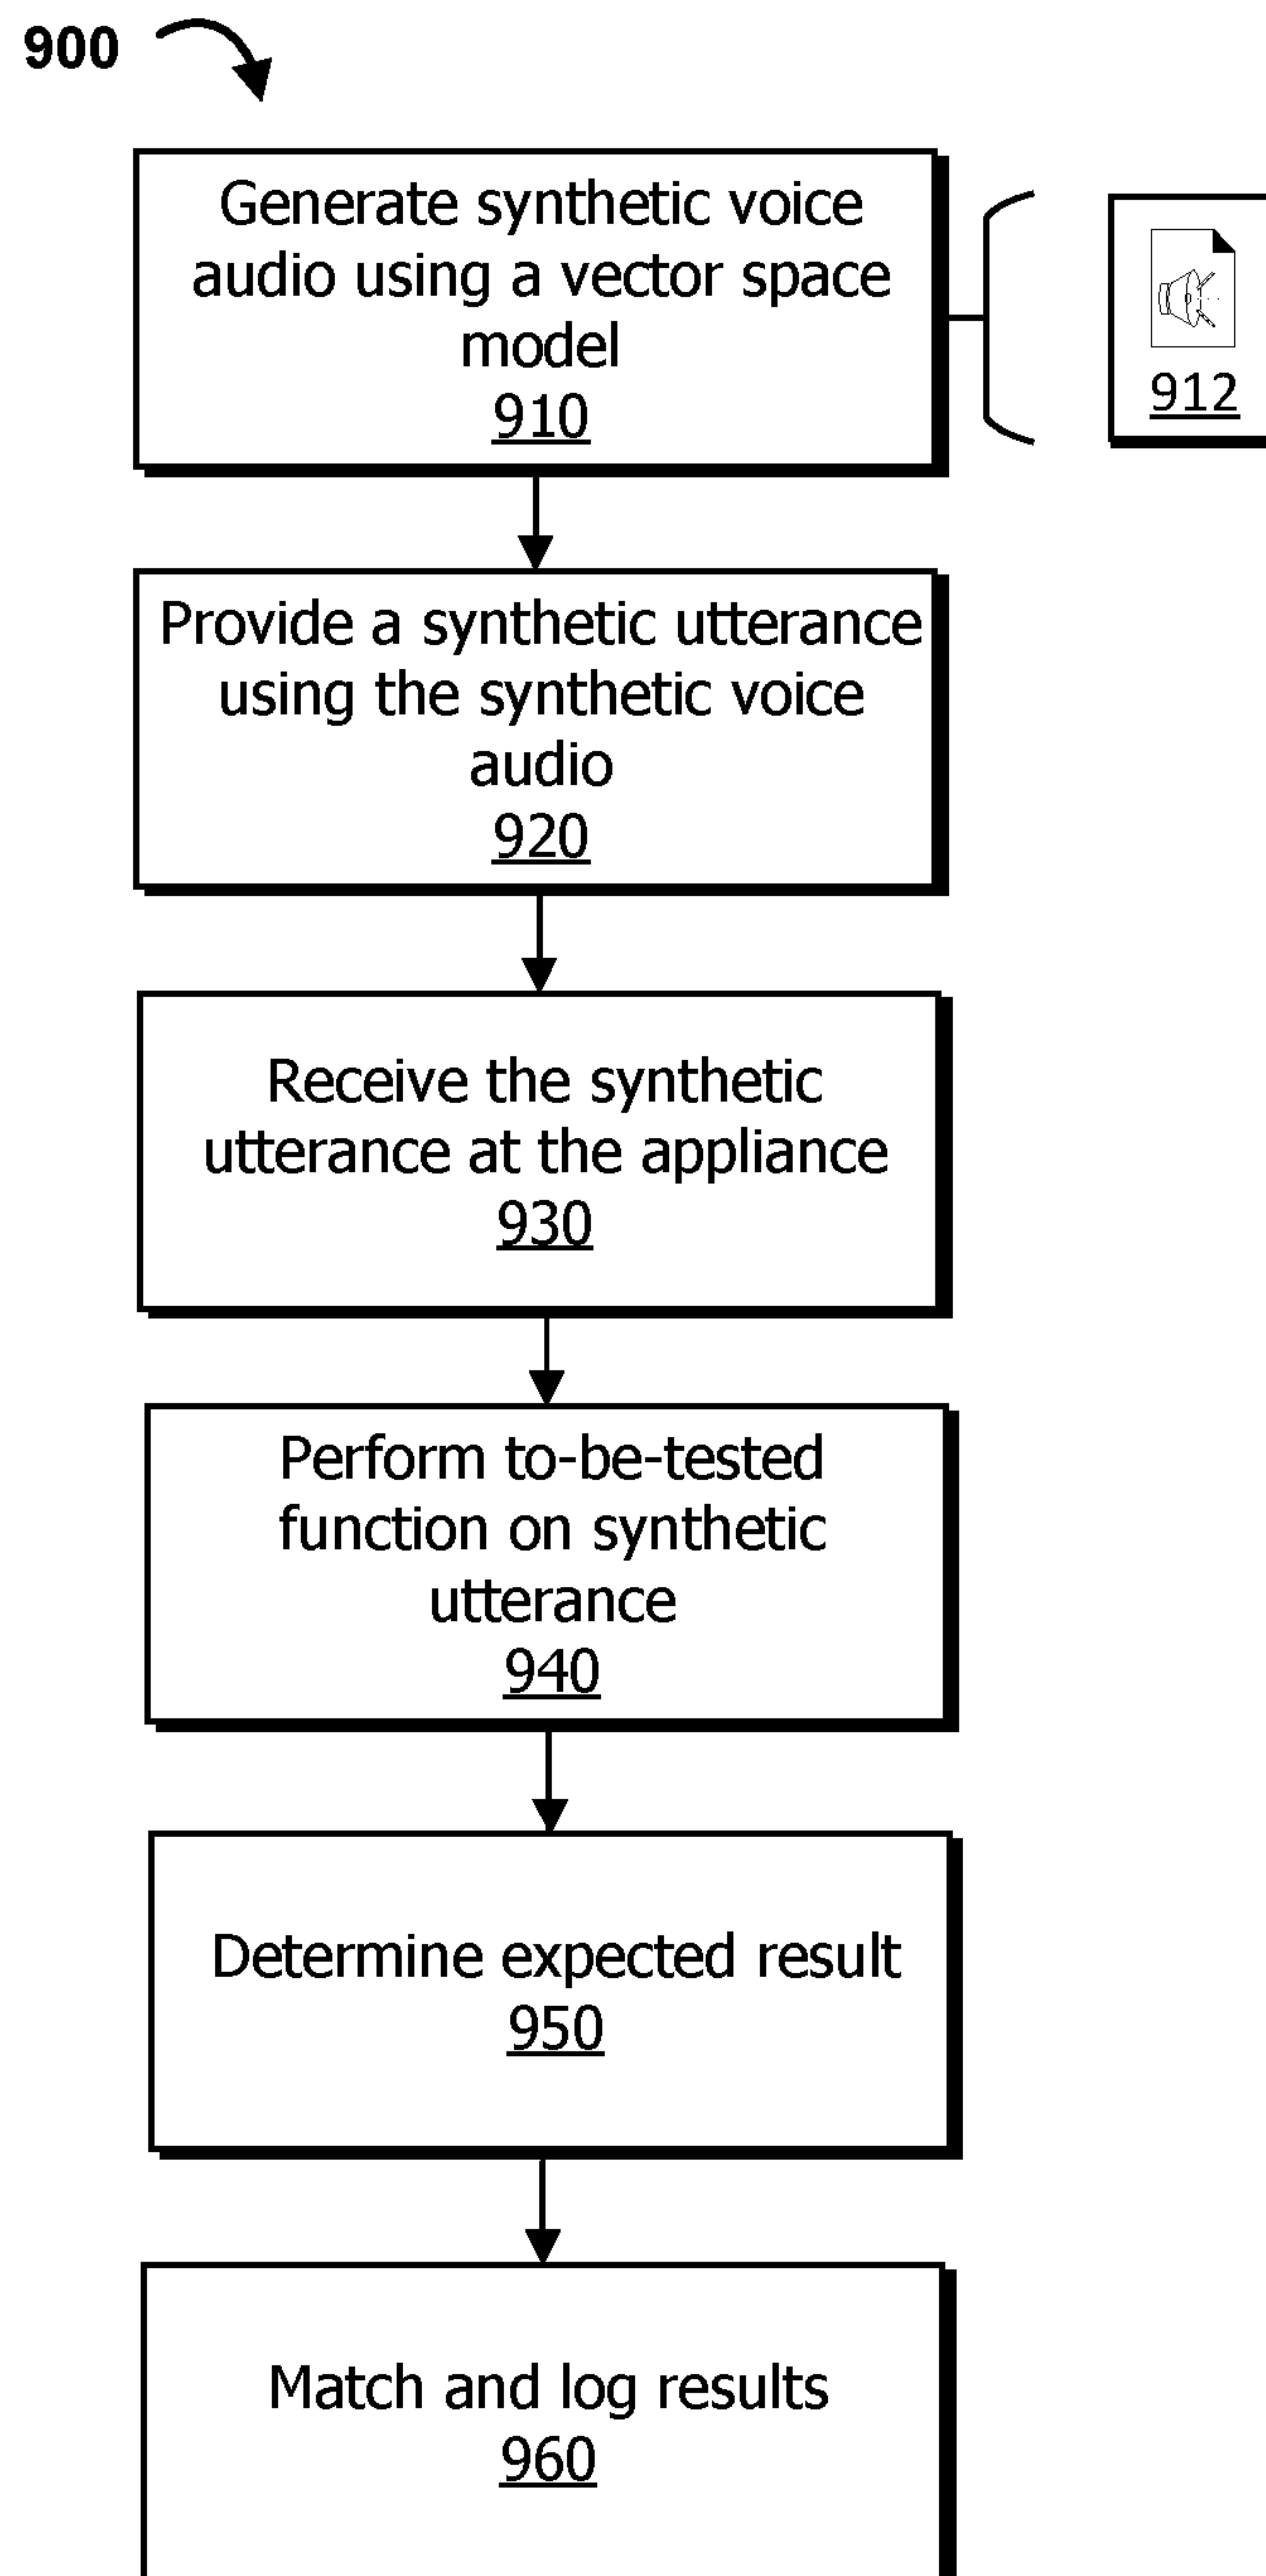 900
Generate synthetic voice
audio using a vector space
model
910
912
Provide a synthetic utterance
using the synthetic voice
audio
920
Receive the synthetic
utterance at the appliance
930
Perform to-be-tested
function on synthetic
utterance
940
Determine expected result
950
Match and log results
960